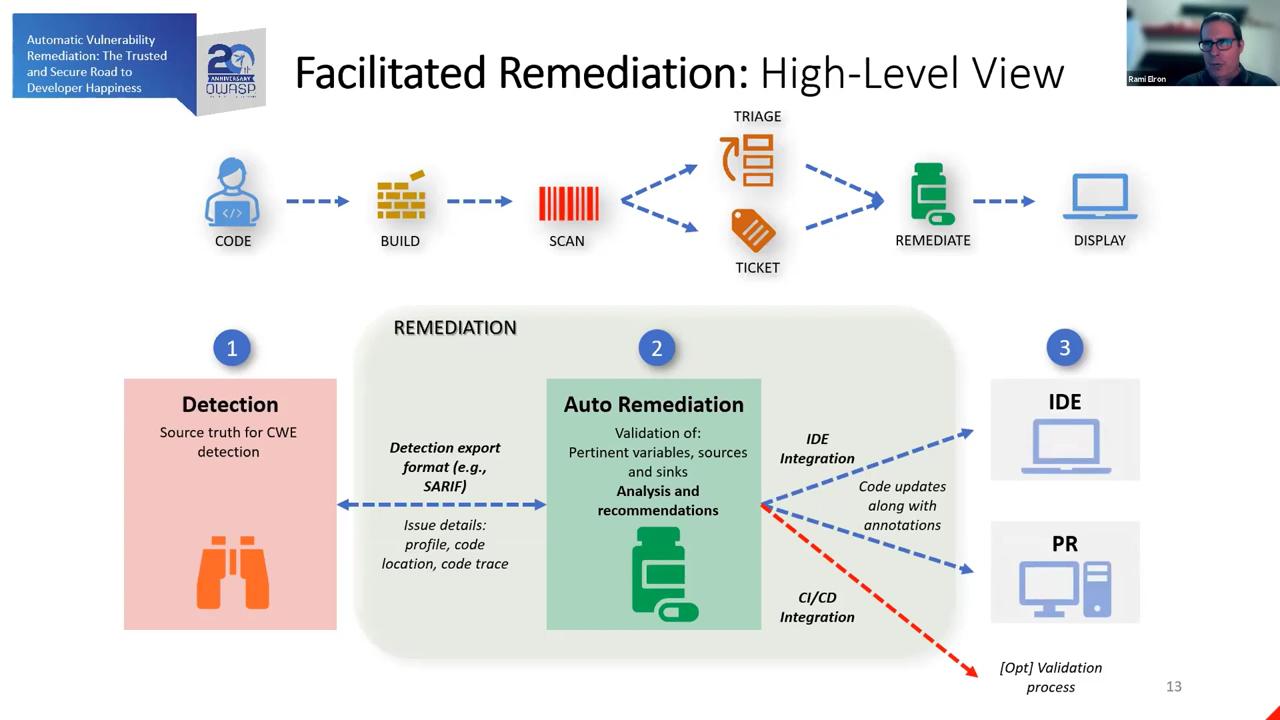 Automatic Vulnerability
Remediation: The Trusted
and Secure Road to
Developer Happiness
20
ANNIVERSARY
OWASP
Facilitated Remediation: High-Level View
Rami Elron
TRIAGE
</>
CODE
BUILD
SCAN
TICKET
REMEDIATE
DISPLAY
REMEDIATION
1
Detection
Source truth for CWE
detection
Detection export
format (e.g.,
SARIF)
Issue details:
profile, code
location, code trace
2
Auto Remediation
Validation of:
Pertinent variables, sources
and sinks
Analysis and
recommendations
IDE
Integration
Code updates
along with
annotations
CI/CD
Integration
3
IDE
PR
[Opt] Validation
process
13